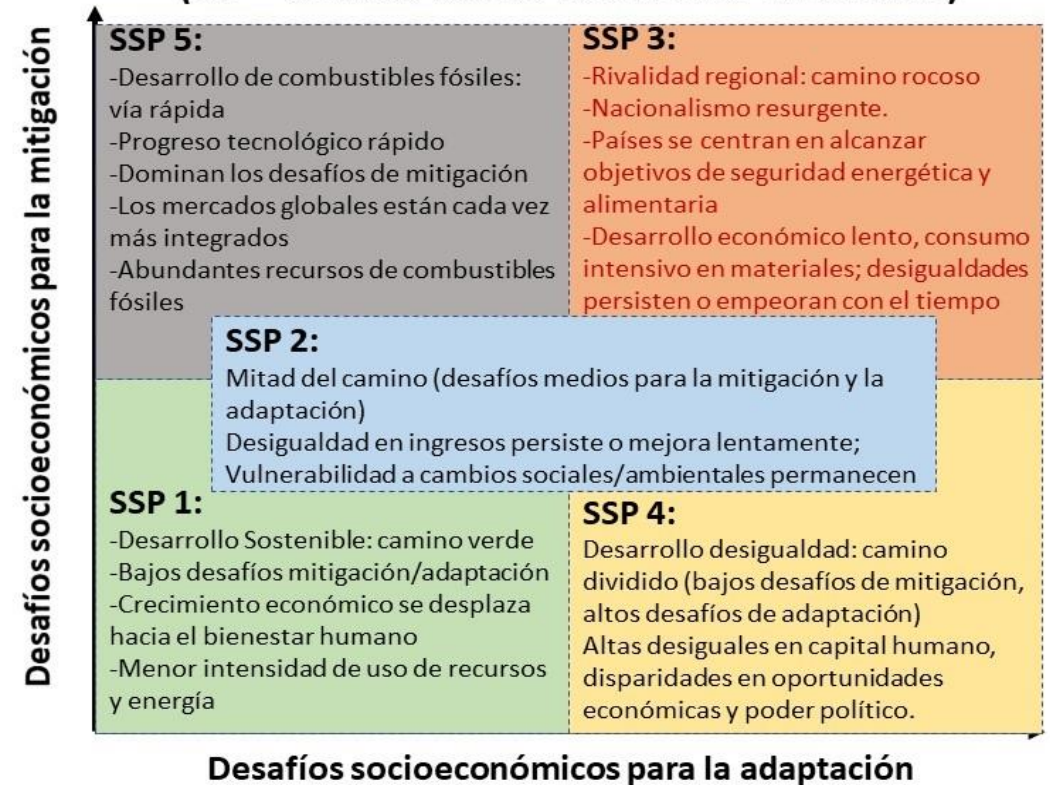 SSP 5:
-Desarrollo de combustibles fósiles:
vía rápida
-Progreso tecnológico rápido
-Dominan los desafíos de mitigación
-Los mercados globales están cada vez
más integrados
-Abundantes recursos de combustibles
fósiles
SSP 3:
-Rivalidad regional: camino rocoso
-Nacionalismo resurgente.
-Países se centran en alcanzar
objetivos de seguridad energética y
alimentaria
-Desarrollo económico lento, consumo
intensivo en materiales; desigualdades
persisten o empeoran con el tiempo
SSP 2:
Mitad del camino (desafíos medios para la mitigación y la
adaptación)
Desigualdad en ingresos persiste o mejora lentamente;
Vulnerabilidad a cambios sociales/ambientales permanecen
SSP 1:
-Desarrollo Sostenible: camino verde
-Bajos desafíos mitigación/adaptación
-Crecimiento económico se desplaza
hacia el bienestar humano
-Menor intensidad de uso de recursos
y energía
SSP 4:
Desarrollo desigualdad: camino
dividido (bajos desafíos de mitigación,
altos desafíos de adaptación)
Altas desiguales en capital humano,
disparidades en oportunidades
económicas y poder político.
Desafíos socioeconómicos para la mitigación
Desafíos socioeconómicos para la adaptación